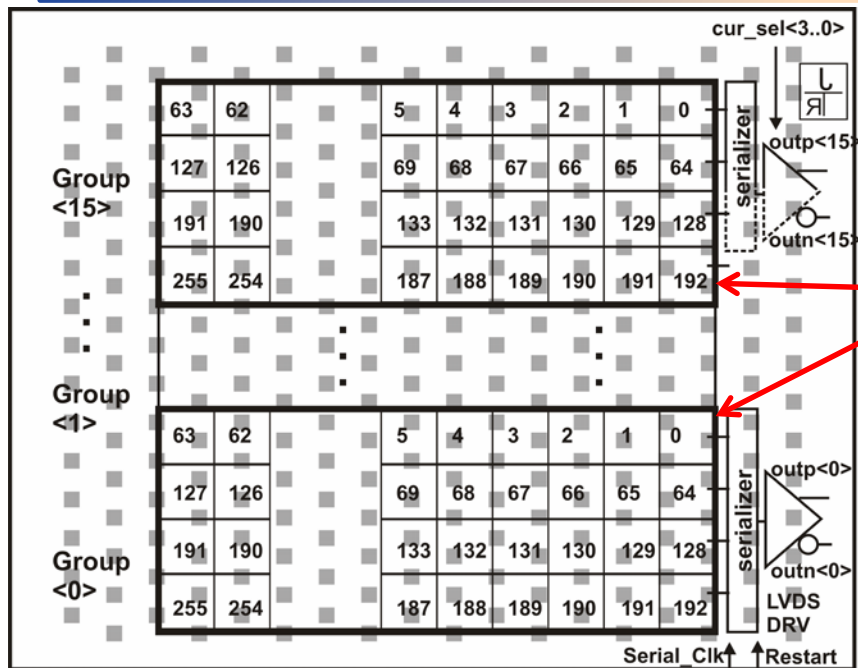 cur_sel<3..0>
63 62 5 4 3 2 1 0
127 126 69 68 67 66 65 64
191 190 133 132 131 130 129 128
255 254 187 188 189 190 191 192
Group
<15>
serializer
outp<15>
outn<15>
Group
<1>
63 62 5 4 3 2 1 0
127 126 69 68 67 66 65 64
191 190 133 132 131 130 129 128
255 254 187 188 189 190 191 192
Group
<0>
serializer
outp<0>
outn<0>
LVDS
DRV
Serial_Clk
Restart